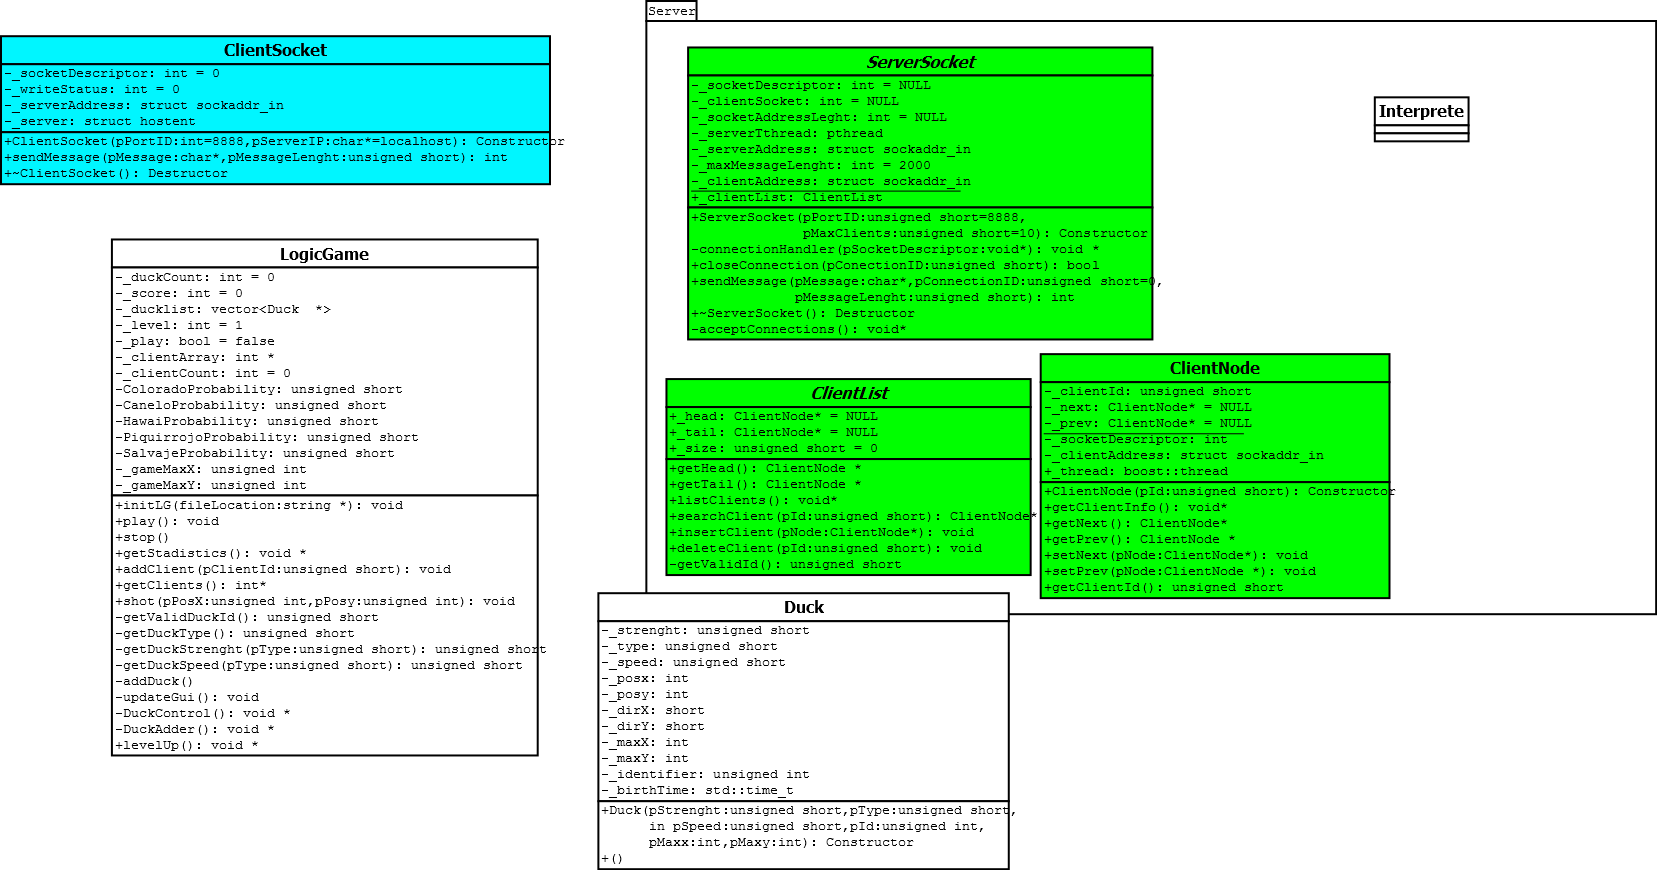 Server
ClientSocket
-_socketDescriptor: int = 0
-_writeStatus: int = 0
-_serverAddress: struct sockaddr_in
-_server: struct hostent
+ClientSocket(pPortID:int=8888,pServerIP:char*=localhost): Constructor
+sendMessage(pMessage:char*,pMessageLenght:unsigned short): int
+~ClientSocket(): Destructor
ServerSocket
-_socketDescriptor: int = NULL
-_clientSocket: int = NULL
-_socketAddressLeght: int = NULL
-_serverTthread: pthread
-_serverAddress: struct sockaddr_in
-_maxMessageLenght: int = 2000
-_clientAddress: struct sockaddr_in
+_clientList: ClientList
+ServerSocket(pPortID:unsigned short=8888,
pMaxClients:unsigned short=10): Constructor
-connectionHandler(pSocketDescriptor:void*): void *
+closeConnection(pConectionID:unsigned short): bool
+sendMessage(pMessage:char*,pConnectionID:unsigned short=0,
pMessageLenght:unsigned short): int
+~ServerSocket(): Destructor
-acceptConnections(): void*
Interprete
LogicGame
-_duckCount: int = 0
-_score: int = 0
-_ducklist: vector<Duck  *>
-_level: int = 1
-_play: bool = false
-_clientArray: int *
-_clientCount: int = 0
-ColoradoProbability: unsigned short
-CaneloProbability: unsigned short
-HawaiProbability: unsigned short
-PiquirrojoProbability: unsigned short
-SalvajeProbability: unsigned short
-_gameMaxX: unsigned int
-_gameMaxY: unsigned int
+initLG(fileLocation:string *): void
+play(): void
+stop()
+getStadistics(): void *
+addClient(pClientId:unsigned short): void
+getClients(): int*
+shot(pPosX:unsigned int,pPosy:unsigned int): void
-getValidDuckId(): unsigned short
-getDuckType(): unsigned short
-getDuckStrenght(pType:unsigned short): unsigned short
-getDuckSpeed(pType:unsigned short): unsigned short
-addDuck()
-updateGui(): void
-DuckControl(): void *
-DuckAdder(): void *
+levelUp(): void *
ClientList
+_head: ClientNode* = NULL
+_tail: ClientNode* = NULL
+_size: unsigned short = 0
+getHead(): ClientNode *
+getTail(): ClientNode *
+listClients(): void*
+searchClient(pId:unsigned short): ClientNode*
+insertClient(pNode:ClientNode*): void
+deleteClient(pId:unsigned short): void
-getValidId(): unsigned short
ClientNode
-_clientId: unsigned short
-_next: ClientNode* = NULL
-_prev: ClientNode* = NULL
-_socketDescriptor: int
-_clientAddress: struct sockaddr_in
+_thread: boost::thread
+ClientNode(pId:unsigned short): Constructor
+getClientInfo(): void*
+getNext(): ClientNode*
+getPrev(): ClientNode *
+setNext(pNode:ClientNode*): void
+setPrev(pNode:ClientNode *): void
+getClientId(): unsigned short
Duck
-_strenght: unsigned short
-_type: unsigned short
-_speed: unsigned short
-_posx: int
-_posy: int
-_dirX: short
-_dirY: short
-_maxX: int
-_maxY: int
-_identifier: unsigned int
-_birthTime: std::time_t
+Duck(pStrenght:unsigned short,pType:unsigned short,
in pSpeed:unsigned short,pId:unsigned int,
pMaxx:int,pMaxy:int): Constructor
+()